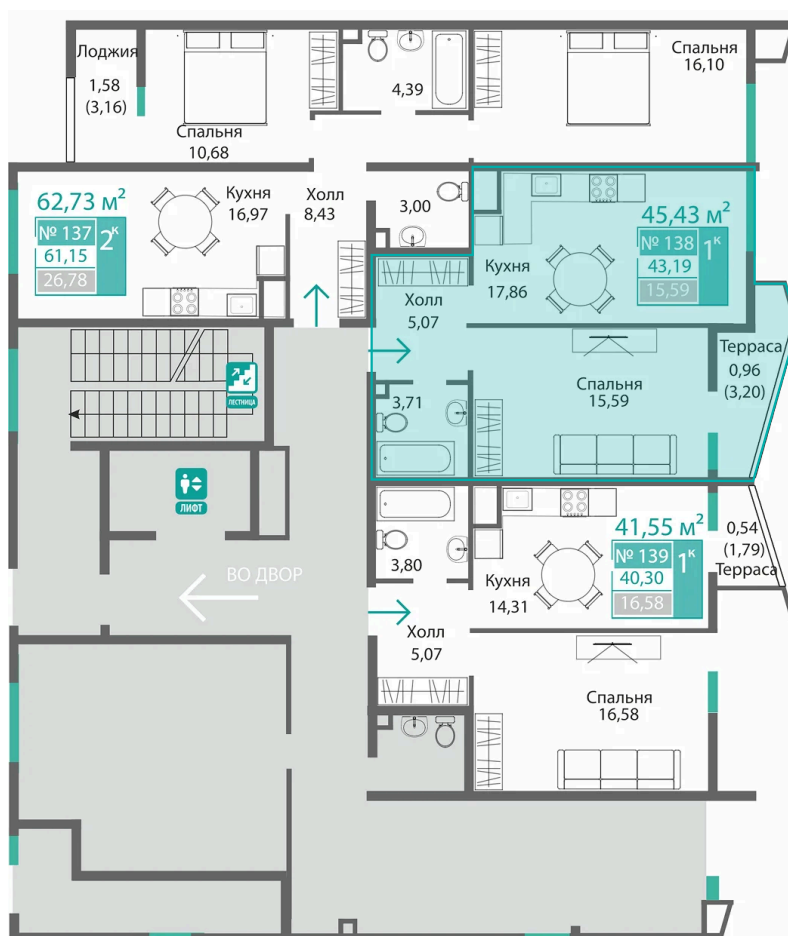 Лоджия
1,58
(3,16)
Спальня
10,68
4,39
Спальня
16,10
62,73 м²
№ 137
61,15
26,78
2к
Кухня
16,97
Холл
8,43
3,00
Кухня
17,86
45,43 м²
№ 138
43,19
15,59
1к
Холл
5,07
Терраса
0,96
(3,20)
Спальня
15,59
3,71
ЛЕСТНИЦА
ЛИФТ
3,80
Кухня
14,31
41,55 м²
№ 139
40,30
16,58
1к
0,54
(1,79)
Терраса
ВО ДВОР
Холл
5,07
Спальня
16,58